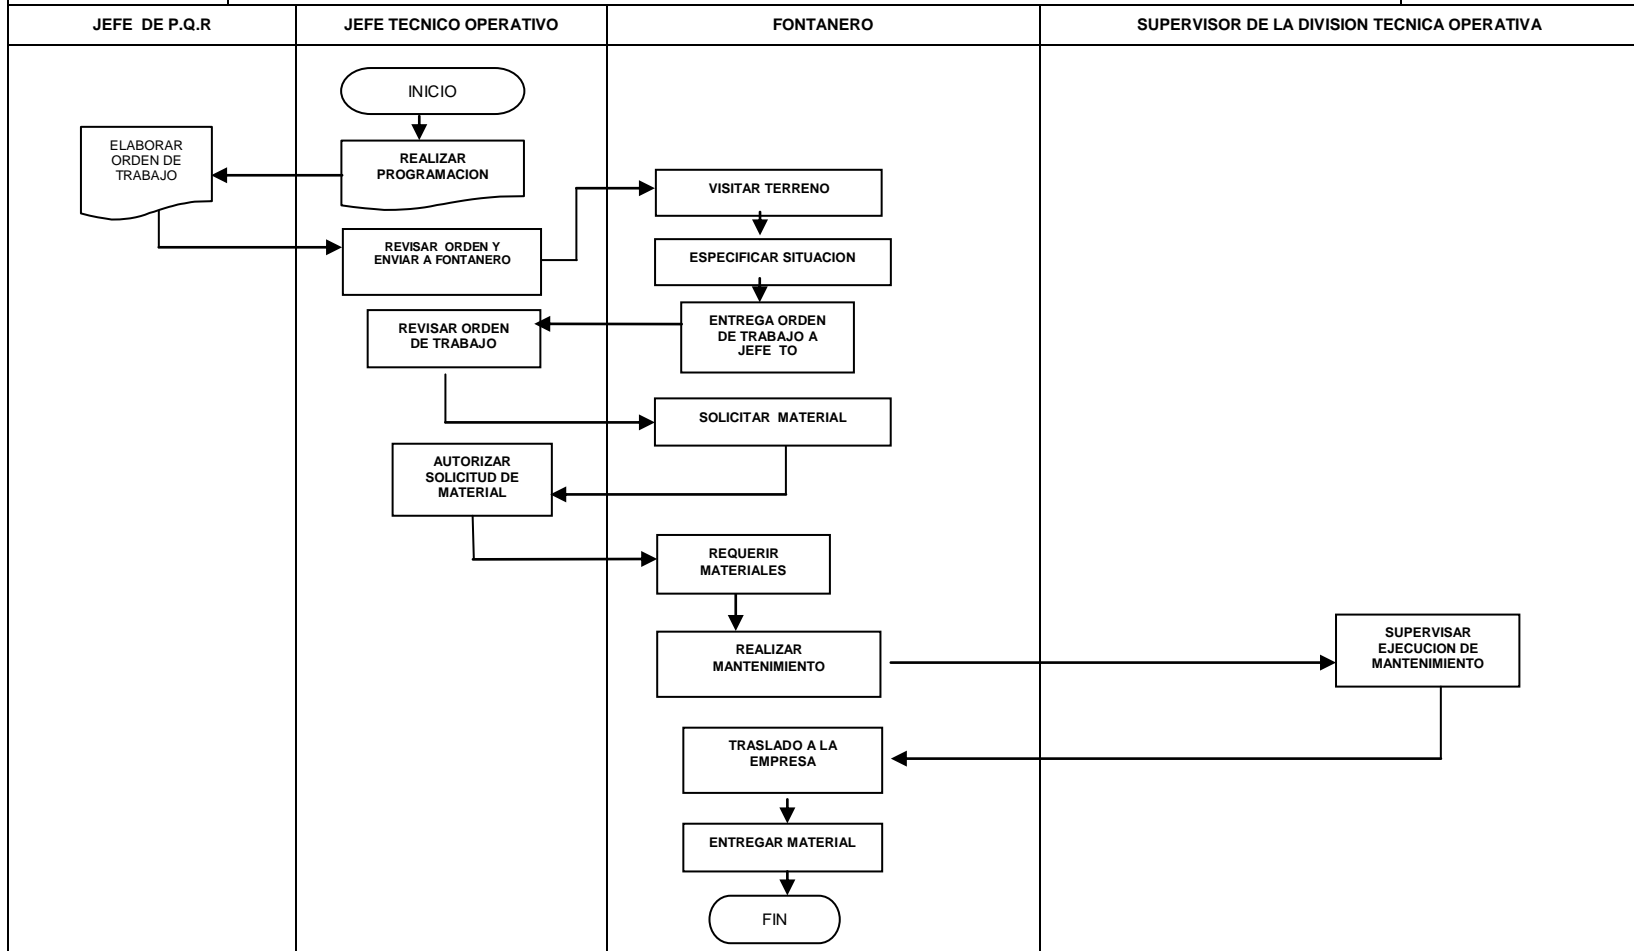 JEFE DE P.Q.R
JEFE TECNICO OPERATIVO
FONTANERO
SUPERVISOR DE LA DIVISION TECNICA OPERATIVA
INICIO
ELABORAR
ORDEN DE
TRABAJO
REALIZAR
PROGRAMACION
VISITAR TERRENO
REVISAR ORDEN Y
ENVIAR A FONTANERO
ESPECIFICAR SITUACION
ENTREGA ORDEN
DE TRABAJO A
JEFE TO
REVISAR ORDEN
DE TRABAJO
SOLICITAR MATERIAL
AUTORIZAR
SOLICITUD DE
MATERIAL
REQUERIR
MATERIALES
REALIZAR
MANTENIMIENTO
SUPERVISAR
EJECUCION DE
MANTENIMIENTO
TRASLADO A LA
EMPRESA
ENTREGAR MATERIAL
FIN